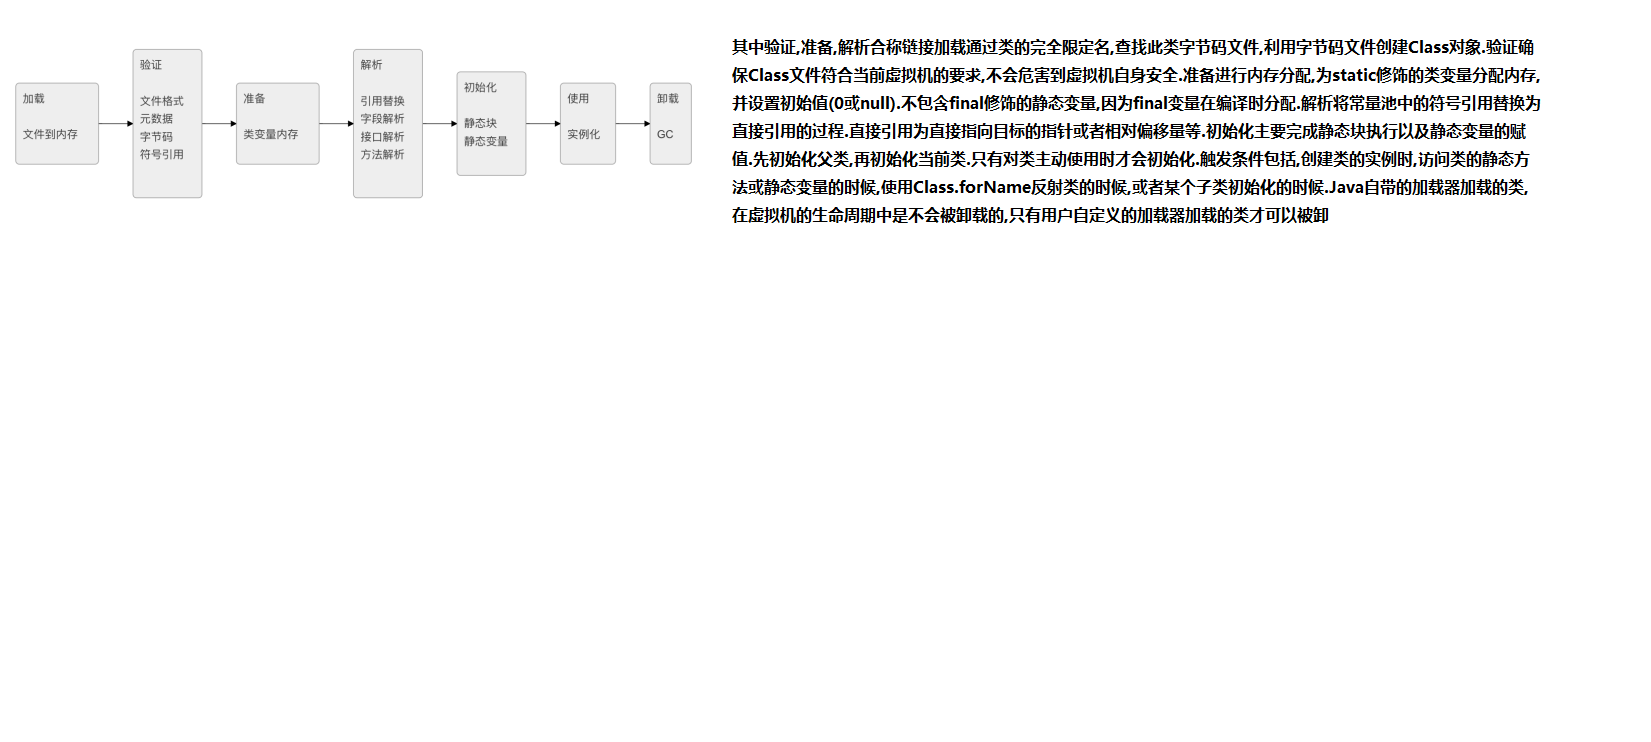 加载
文件到内存
验证
文件格式
元数据
字节码
符号引用
准备
类变量内存
解析
引用替换
字段解析
接口解析
方法解析
初始化
静态块
静态变量
使用
实例化
卸载
GC
其中验证,准备,解析合称链接加载通过类的完全限定名,查找此类字节码文件,利用字节码文件创建Class对象.验证确
保Class文件符合当前虚拟机的要求,不会危害到虚拟机自身安全.准备进行内存分配,为static修饰的类变量分配内存,
并设置初始值(0或null).不包含final修饰的静态变量,因为final变量在编译时分配.解析将常量池中的符号引用替换为
直接引用的过程.直接引用为直接指向目标的指针或者相对偏移量等.初始化主要完成静态块执行以及静态变量的赋
值.先初始化父类,再初始化当前类.只有对类主动使用时才会初始化.触发条件包括,创建类的实例时,访问类的静态方
法或静态变量的时候,使用Class.forName反射类的时候,或者某个子类初始化的时候.Java自带的加载器加载的类,
在虚拟机的生命周期中是不会被卸载的,只有用户自定义的加载器加载的类才可以被卸